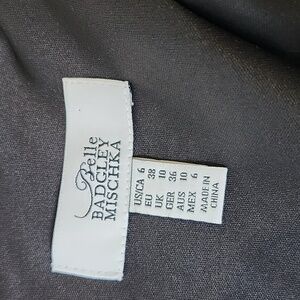 Belle
BADGLEY
MISCHKA
US/CA 6
EU 38
UK 10
GER 36
AUS 10
MEX 6
MADE IN
CHINA